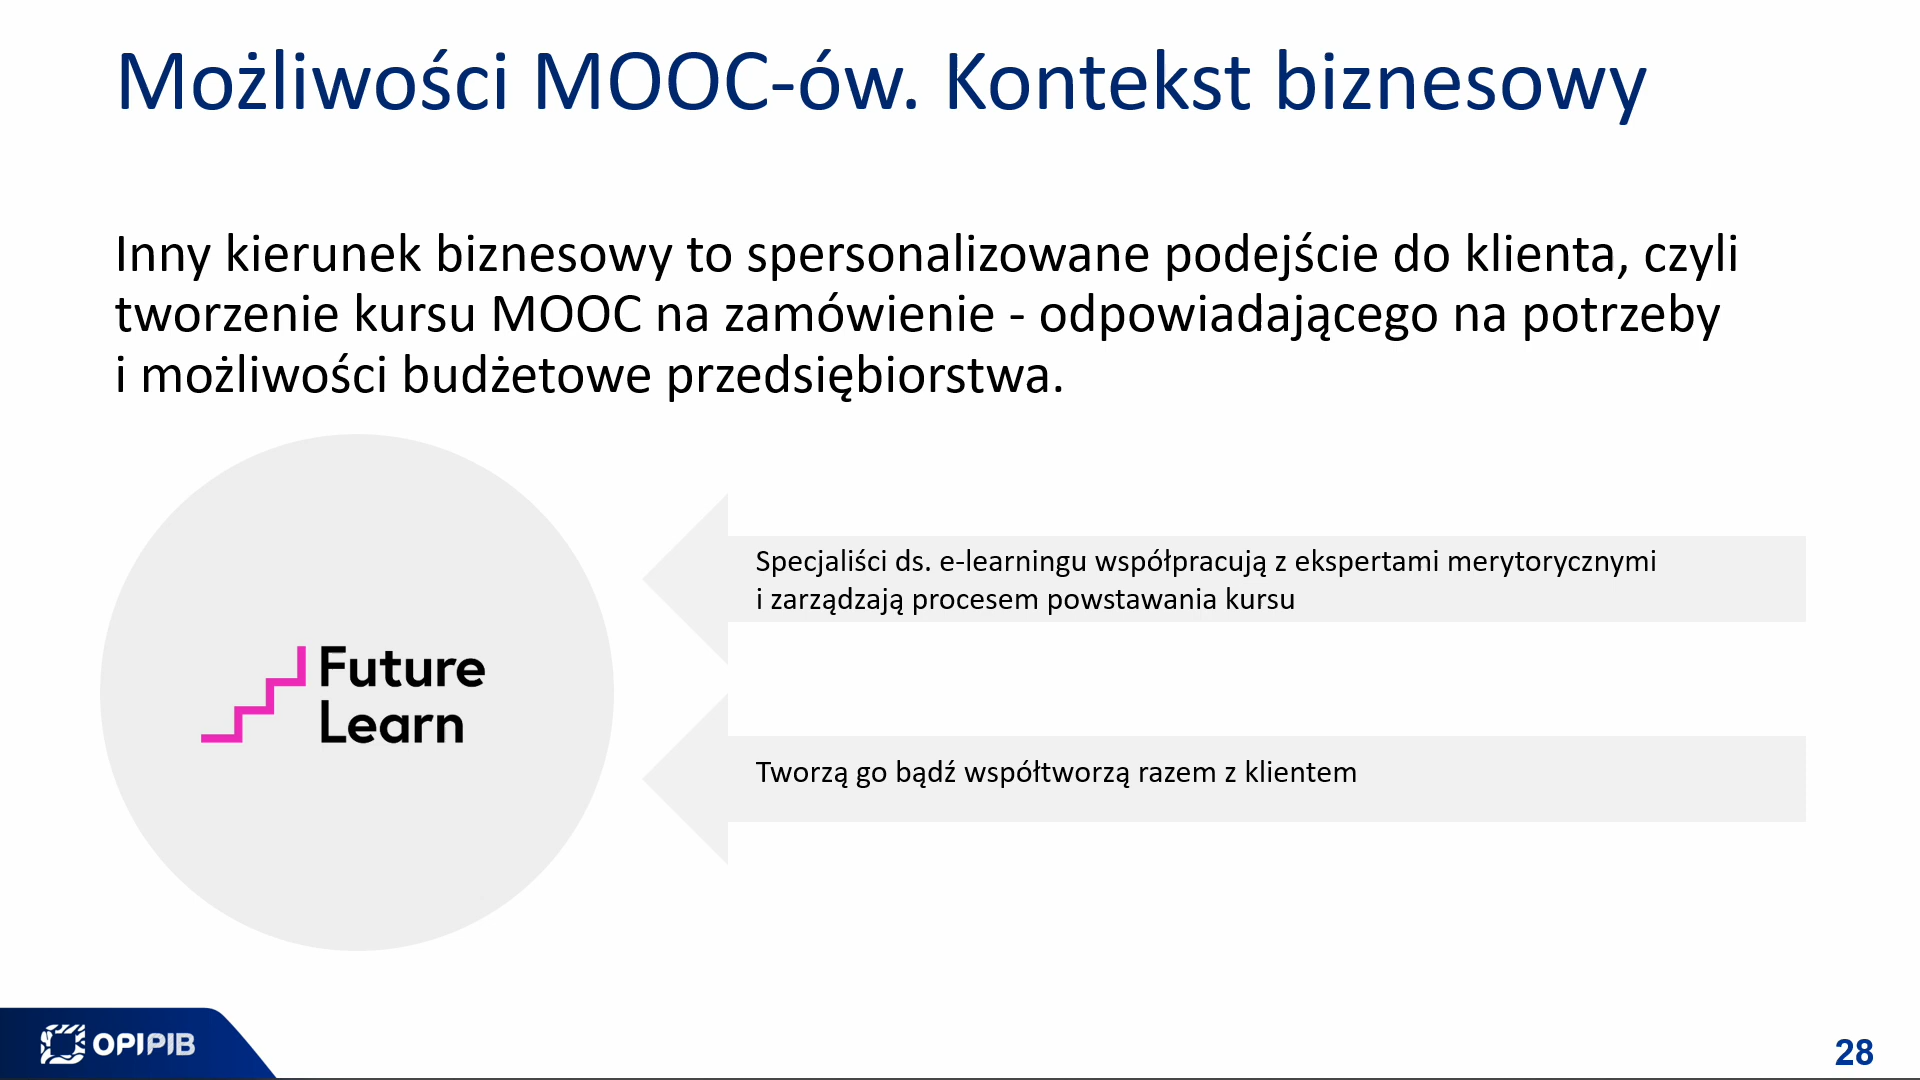 Możliwości MOOC-ów. Kontekst biznesowy
Inny kierunek biznesowy to spersonalizowane podejście do klienta, czyli
tworzenie kursu MOOC na zamówienie - odpowiadającego na potrzeby
i możliwości budżetowe przedsiębiorstwa.
Specjaliści ds. e-learningu współpracują z ekspertami merytorycznymi
i zarządzają procesem powstawania kursu
Future
Learn
Tworzą go bądź współtworzą razem z klientem
OPIPIB
28